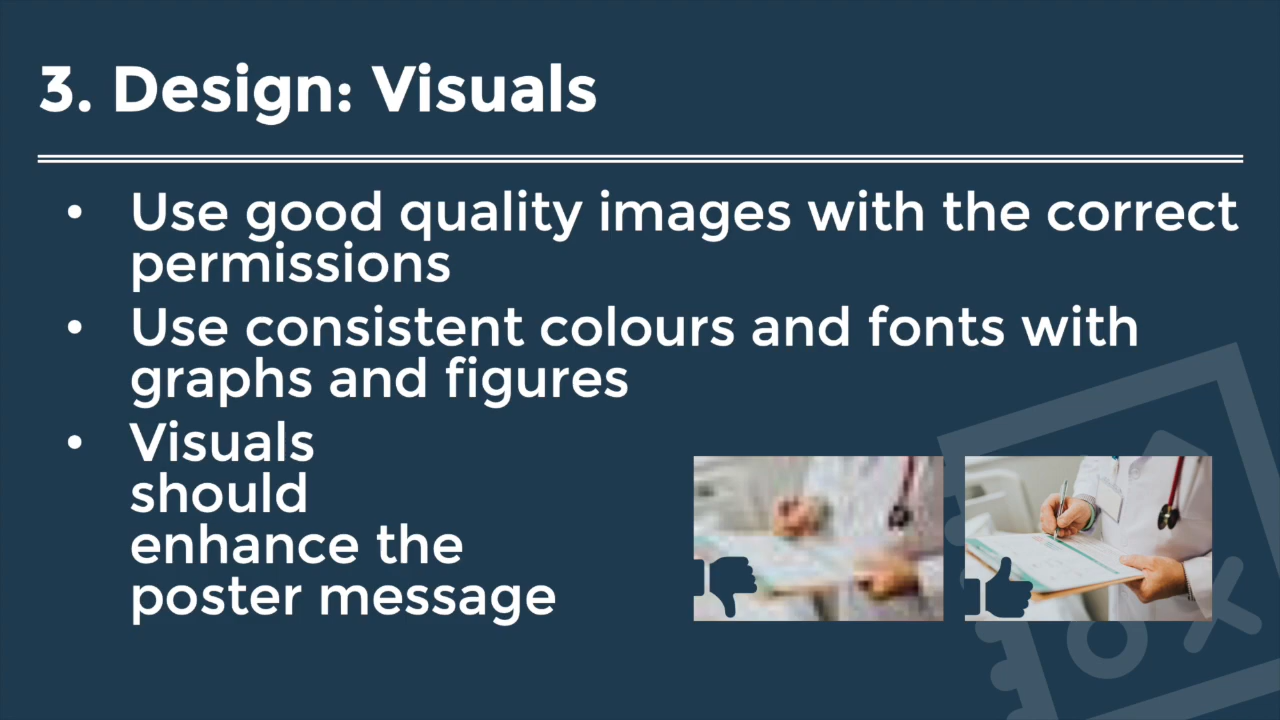 3. Design: Visuals
• Use good quality images with the correct
permissions
• Use consistent colours and fonts with
graphs and figures
• Visuals
should
enhance the
poster message